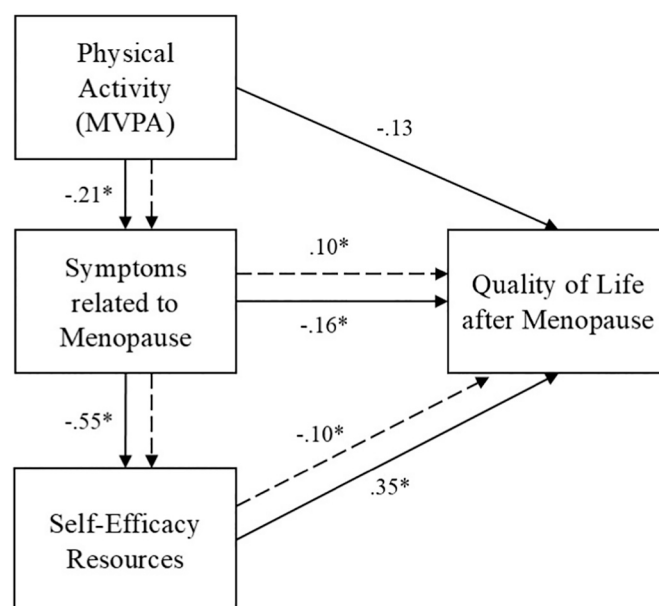 Physical
Activity
(MVPA)
-.13
-.21*
Symptoms
related to
Menopause
.10*
-.16*
Quality of Life
after Menopause
-.55*
-.10*
.35*
Self-Efficacy
Resources